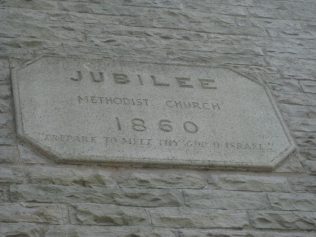 JUBILEE
METHODIST CHURCH
1860
"PREPARE TO MEET THY GOD O ISRAEL"